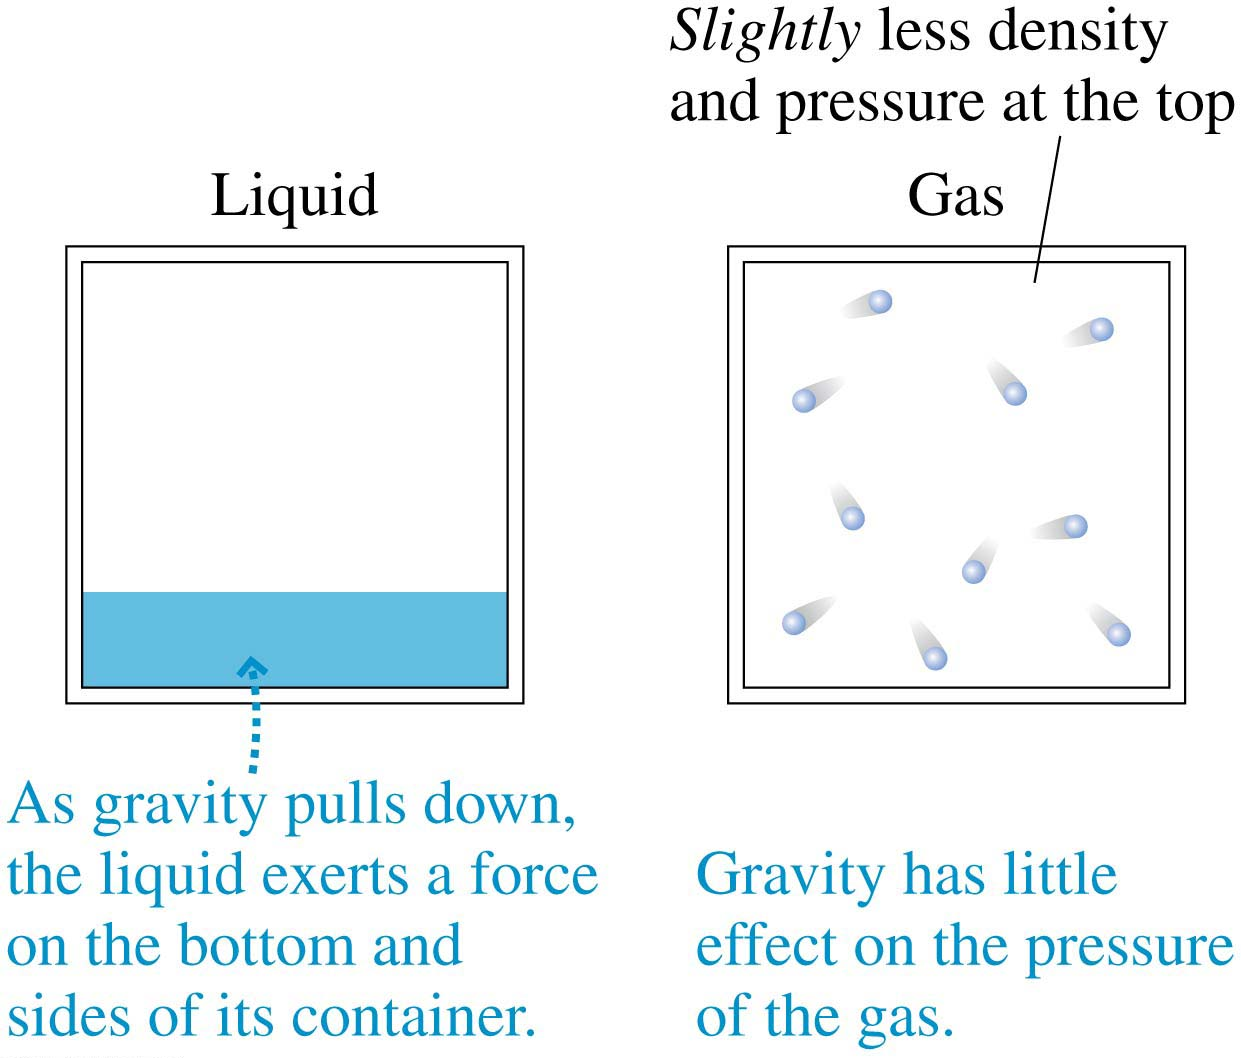 Slightly less density
and pressure at the top
Liquid
Gas
As gravity pulls down,
the liquid exerts a force
on the bottom and
sides of its container.
Gravity has little
effect on the pressure
of the gas.